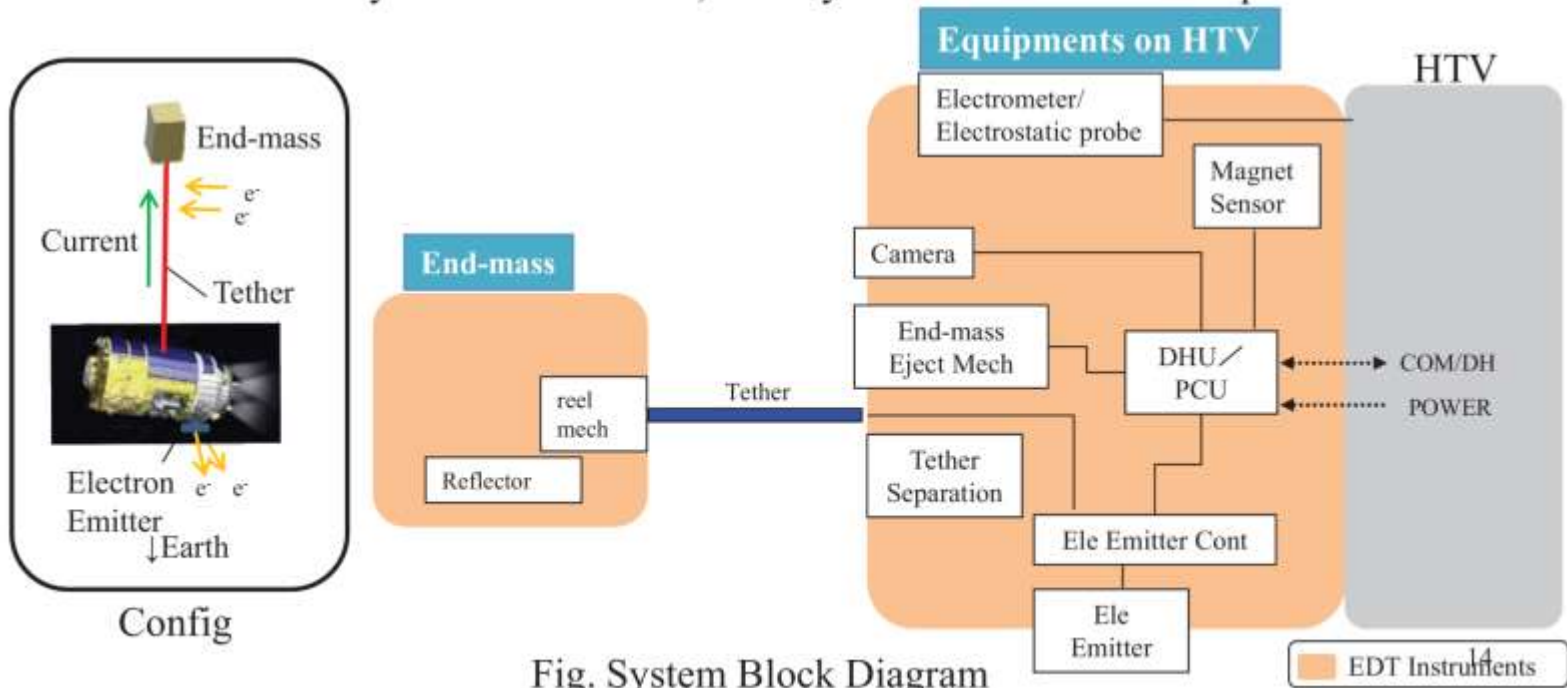 Equipments on HTV
HTV
End-mass
e-
e-
Current
Tether
Electron
Emitter
e- e-
↓Earth
Config
End-mass
reel
mech
Reflector
Tether
Electrometer/
Electrostatic probe
Magnet
Sensor
Camera
End-mass
Eject Mech
DHU／
PCU
COM/DH
POWER
Tether
Separation
Ele Emitter Cont
Ele
Emitter
Fig. System Block Diagram
EDT Instruments
14